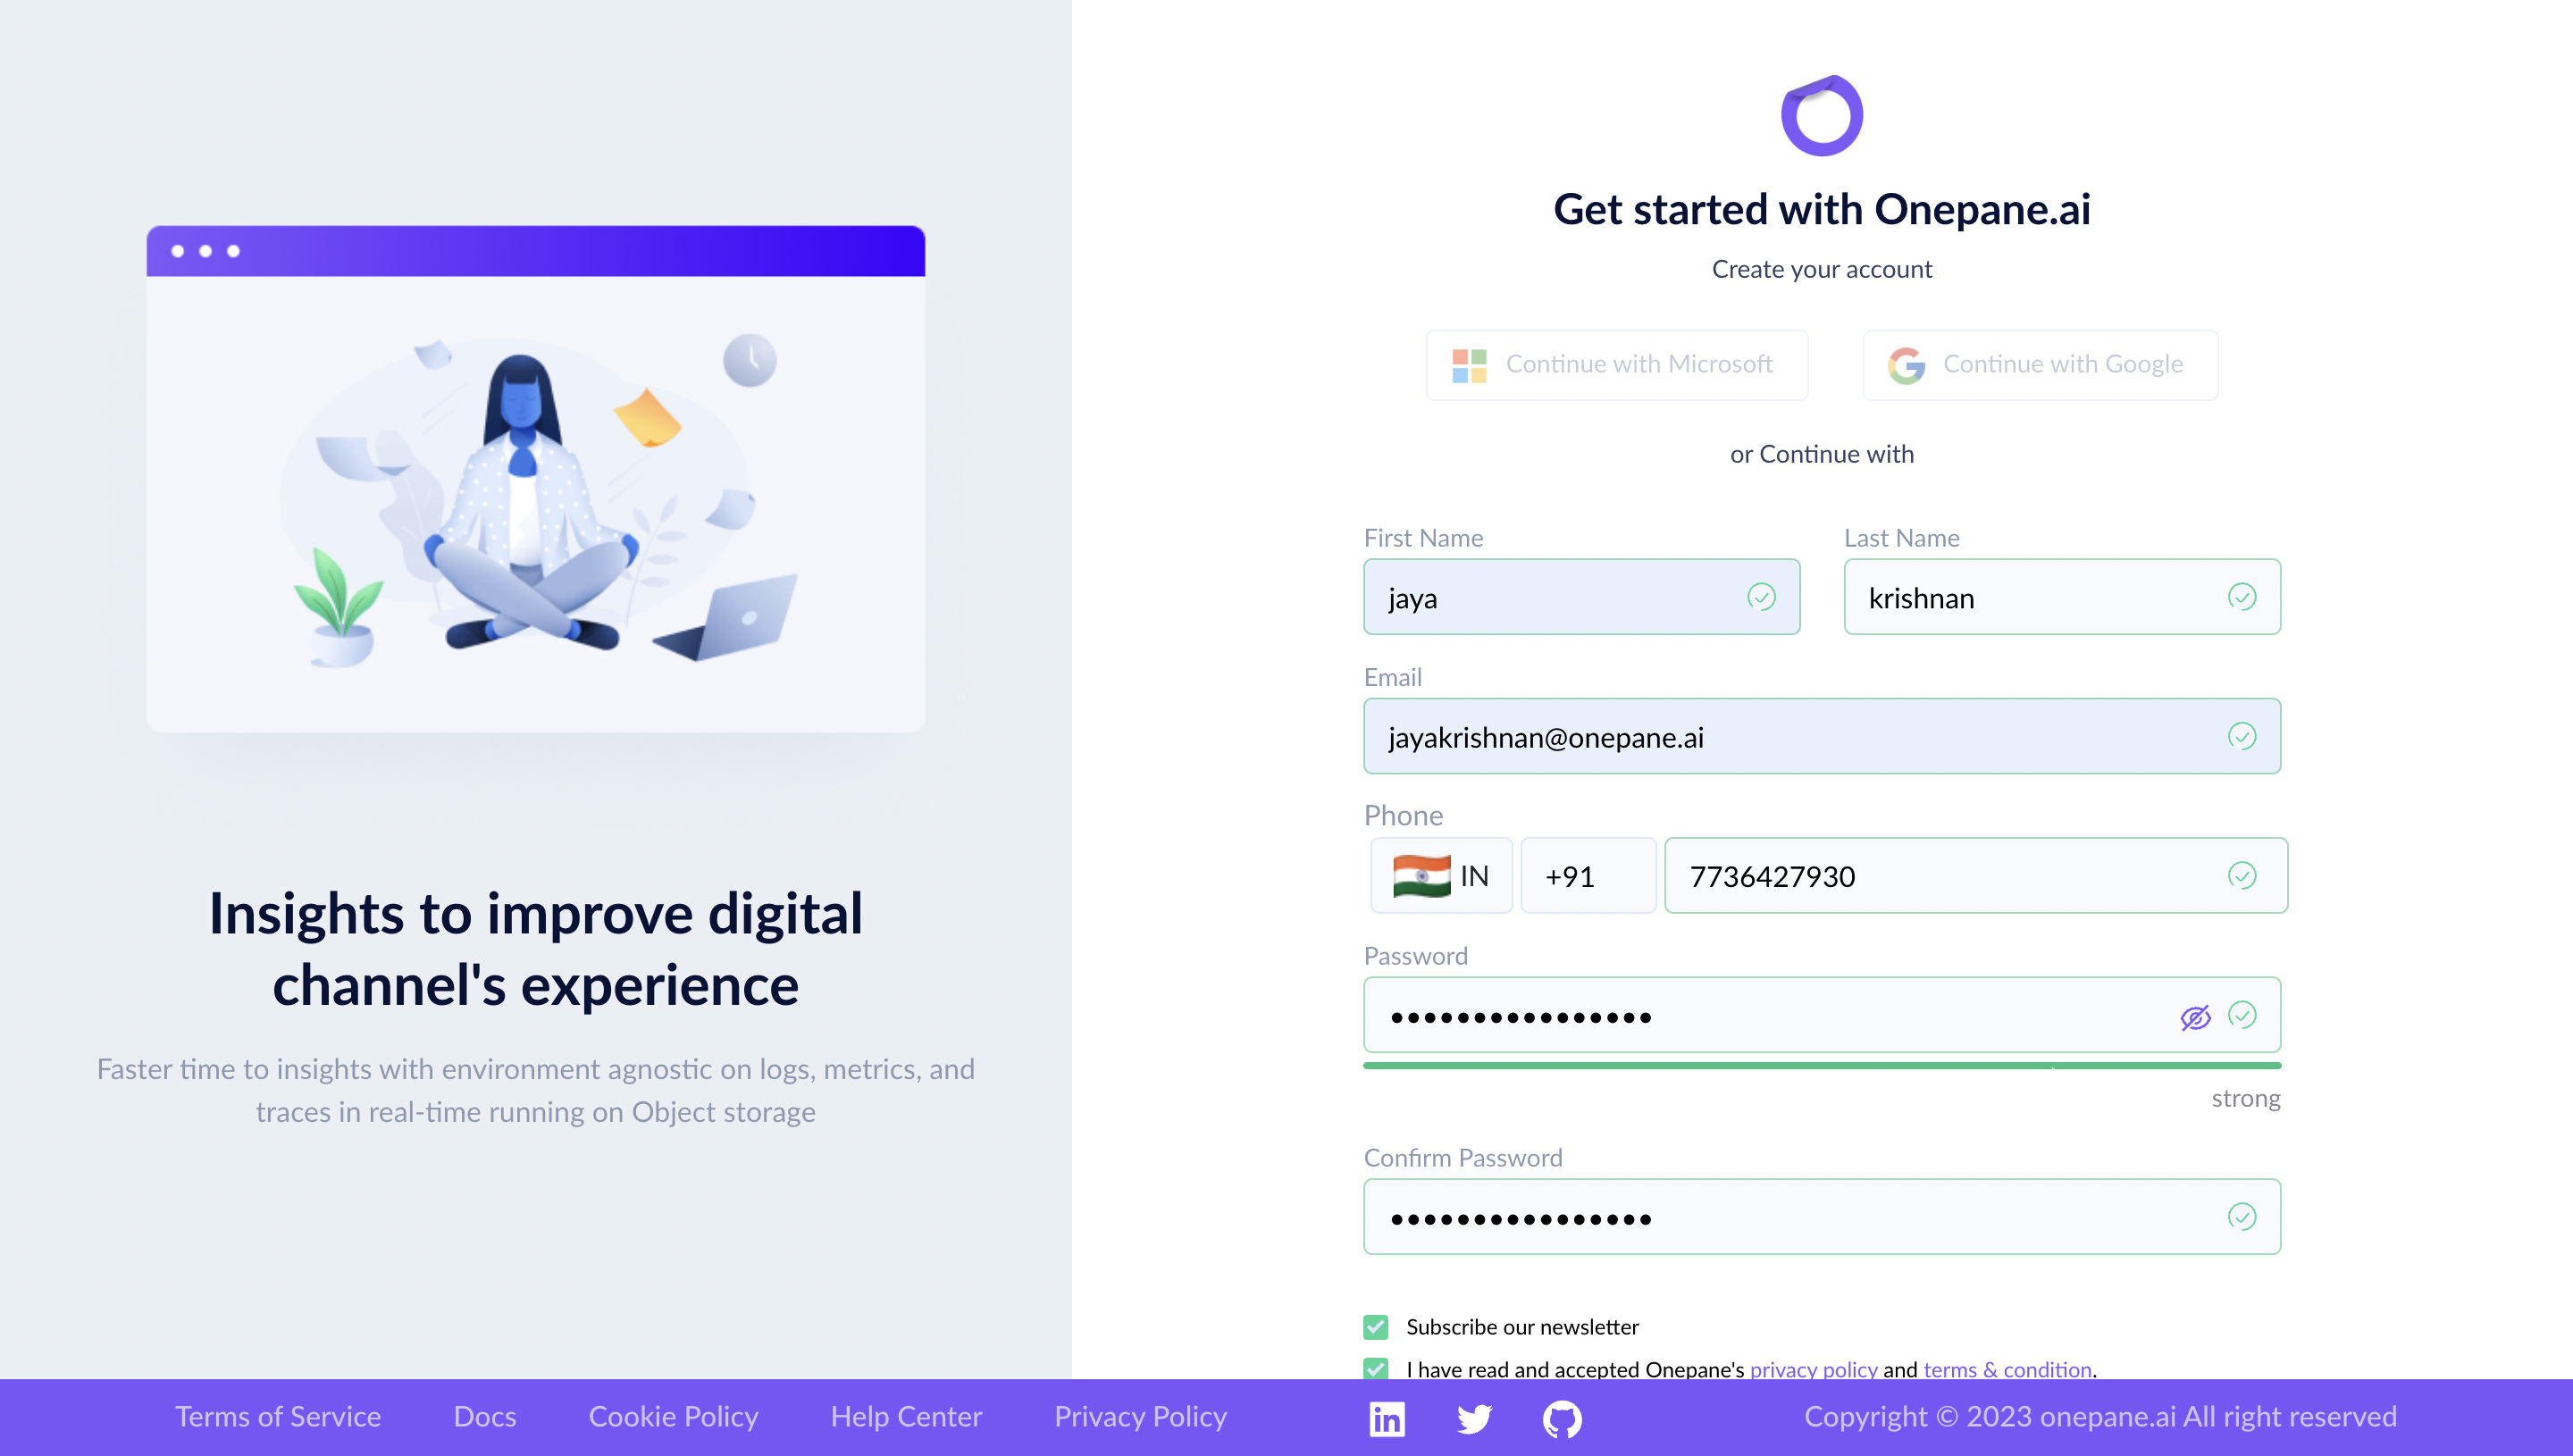 Insights to improve digital
channel's experience
Faster time to insights with environment agnostic on logs, metrics, and
traces in real-time running on Object storage
Get started with Onepane.ai
Create your account
Continue with Microsoft
Continue with Google
or Continue with
First Name
Last Name
jaya
krishnan
Email
jayakrishnan@onepane.ai
Phone
IN
+91
7736427930
Password
strong
Confirm Password
Subscribe our newsletter
I have read and accepted Onepane's privacy policy and terms & condition.
Terms of Service
Docs
Cookie Policy
Help Center
Privacy Policy
in
Copyright © 2023 onepane.ai All right reserved